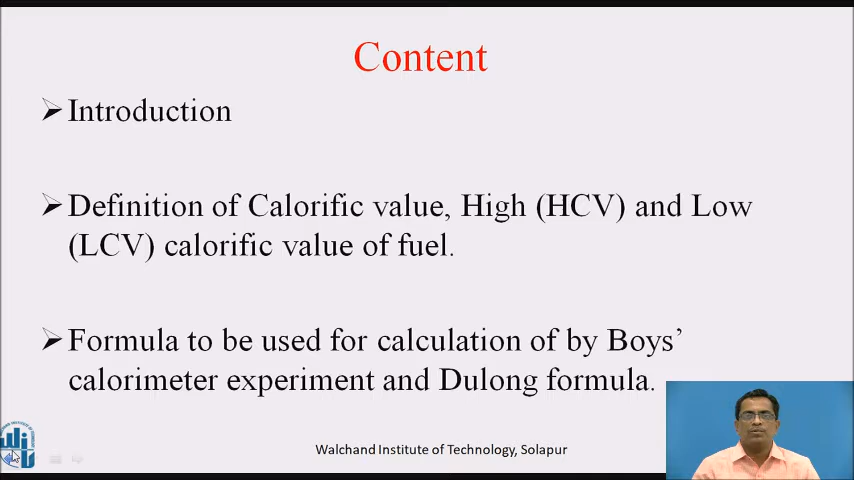 Content
Introduction
Definition of Calorific value, High (HCV) and Low
(LCV) calorific value of fuel.
Formula to be used for calculation of by Boys’
calorimeter experiment and Dulong formula.
Walchand Institute of Technology, Solapur